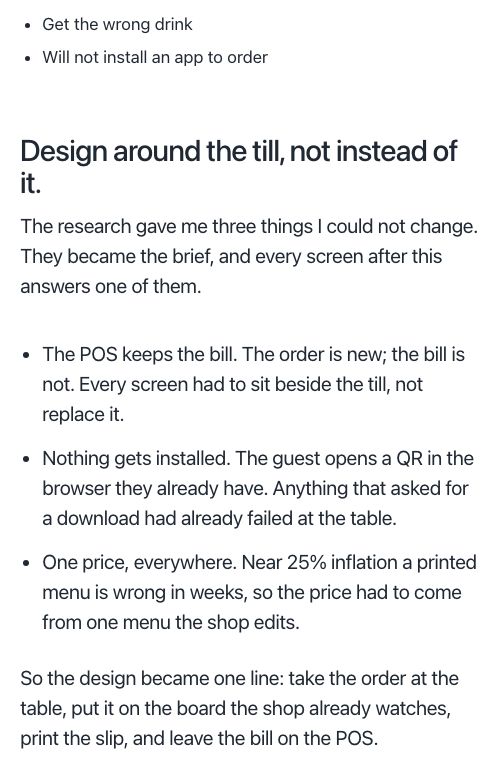 Get the wrong drink
Will not install an app to order
Design around the till, not instead of
it.
The research gave me three things I could not change.
They became the brief, and every screen after this
answers one of them.
The POS keeps the bill. The order is new; the bill is
not. Every screen had to sit beside the till, not
replace it.
Nothing gets installed. The guest opens a QR in the
browser they already have. Anything that asked for
a download had already failed at the table.
One price, everywhere. Near 25% inflation a printed
menu is wrong in weeks, so the price had to come
from one menu the shop edits.
So the design became one line: take the order at the
table, put it on the board the shop already watches,
print the slip, and leave the bill on the POS.